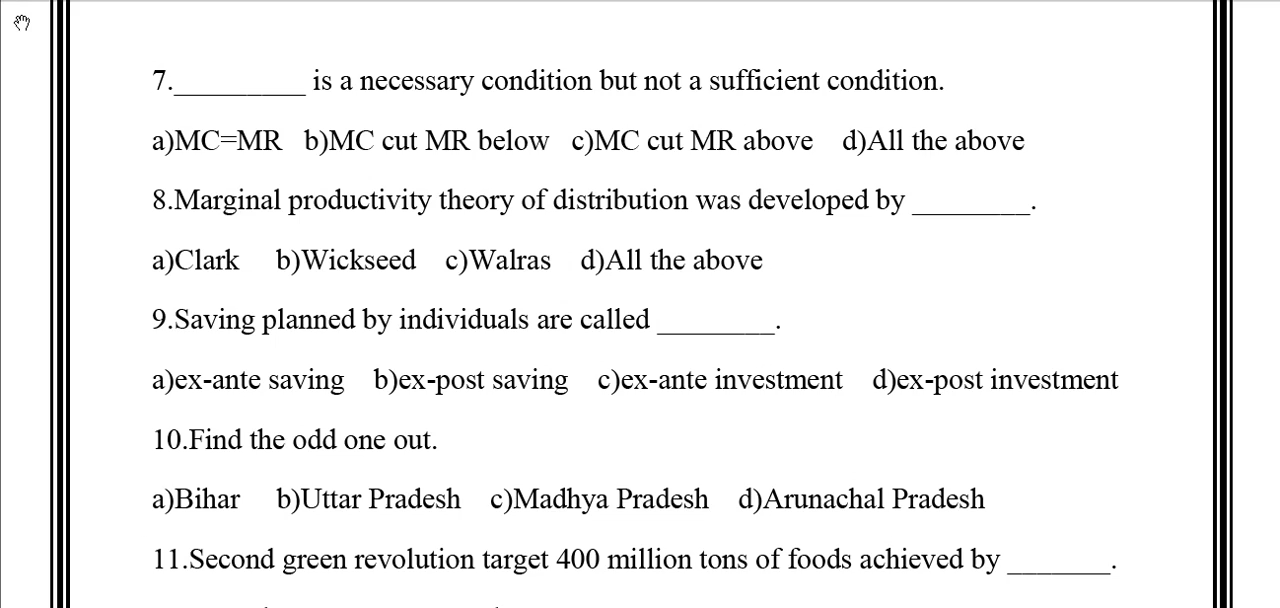 7._________ is a necessary condition but not a sufficient condition.
a)MC=MR b)MC cut MR below c)MC cut MR above d)All the above
8.Marginal productivity theory of distribution was developed by ________.
a)Clark b)Wickseed c)Walras d)All the above
9.Saving planned by individuals are called ________.
a)ex-ante saving b)ex-post saving c)ex-ante investment d)ex-post investment
10.Find the odd one out.
a)Bihar b)Uttar Pradesh c)Madhya Pradesh d)Arunachal Pradesh
11.Second green revolution target 400 million tons of foods achieved by _______.